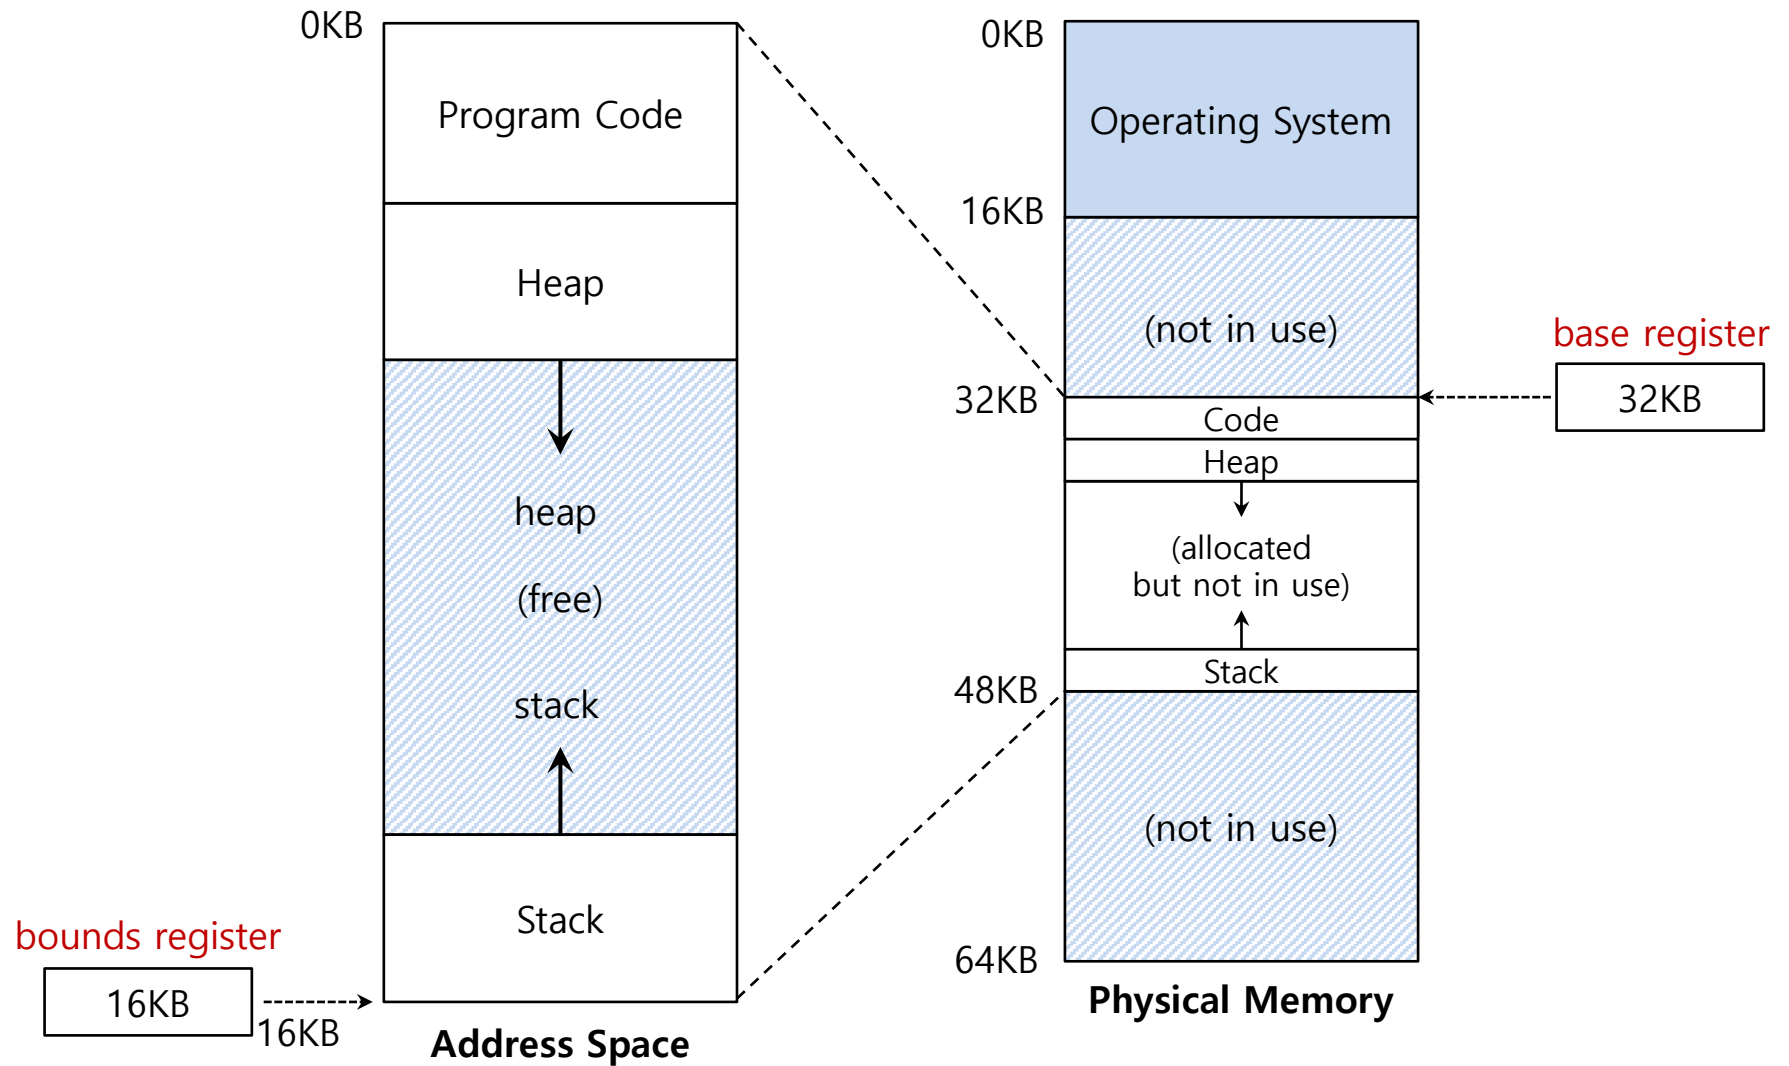 0KB
Program Code
Heap
heap
(free)
stack
Stack
bounds register
16KB
16KB
Address Space
0KB
Operating System
16KB
(not in use)
32KB
Code
Heap
(allocated
but not in use)
Stack
48KB
(not in use)
64KB
Physical Memory
base register
32KB